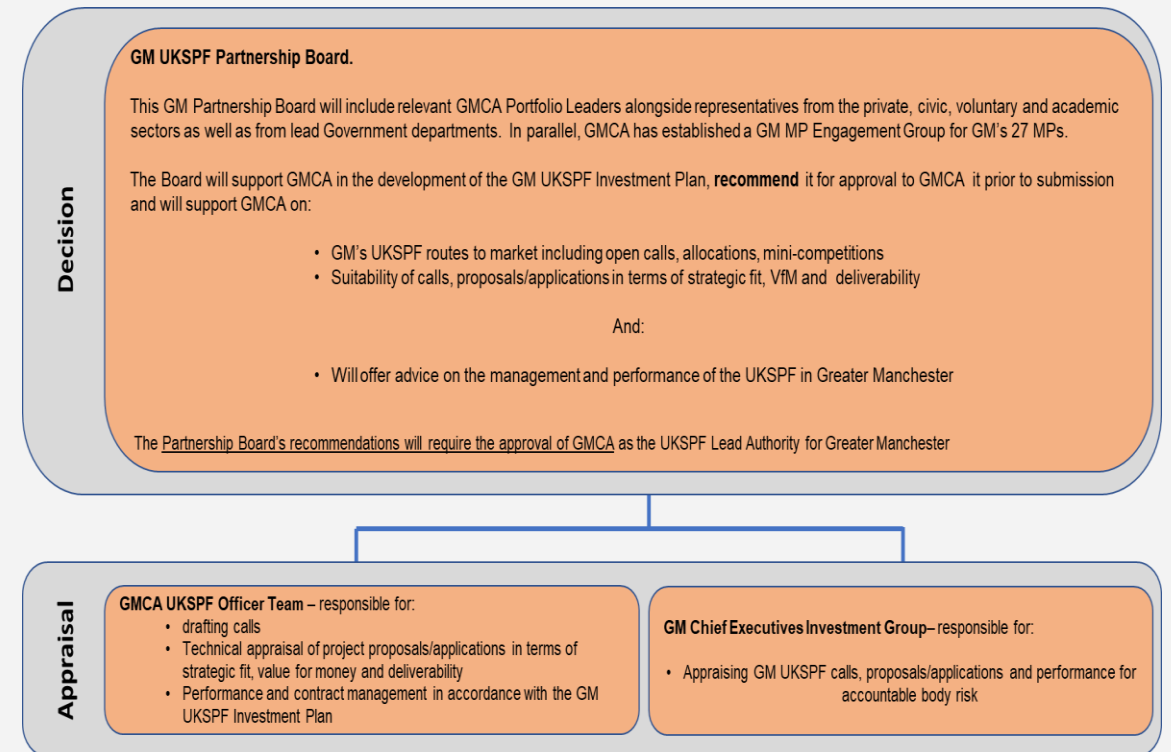 Decision
GM UKSPF Partnership Board.
This GM Partnership Board will include relevant GMCA Portfolio Leaders alongside representatives from the private, civic, voluntary and academic
sectors as well as from lead Government departments. In parallel, GMCA has established a GM MP Engagement Group for GM's 27 MPs.
The Board will support GMCA in the development of the GM UKSPF Investment Plan, recommend it for approval to GMCA it prior to submission
and will support GMCA on:
• GM's UKSPF routes to market including open calls, allocations, mini-competitions
• Suitability of calls, proposals/applications in terms of strategic fit, VfM and deliverability
And:
• Will offer advice on the management and performance of the UKSPF in Greater Manchester
The Partnership Board's recommendations will require the approval of GMCA as the UKSPF Lead Authority for Greater Manchester
Appraisal
GMCA UKSPF Officer Team – responsible for:
• drafting calls
• Technical appraisal of project proposals/applications in terms of
strategic fit, value for money and deliverability
• Performance and contract management in accordance with the GM
UKSPF Investment Plan
GM Chief Executives Investment Group– responsible for:
• Appraising GM UKSPF calls, proposals/applications and performance for
accountable body risk